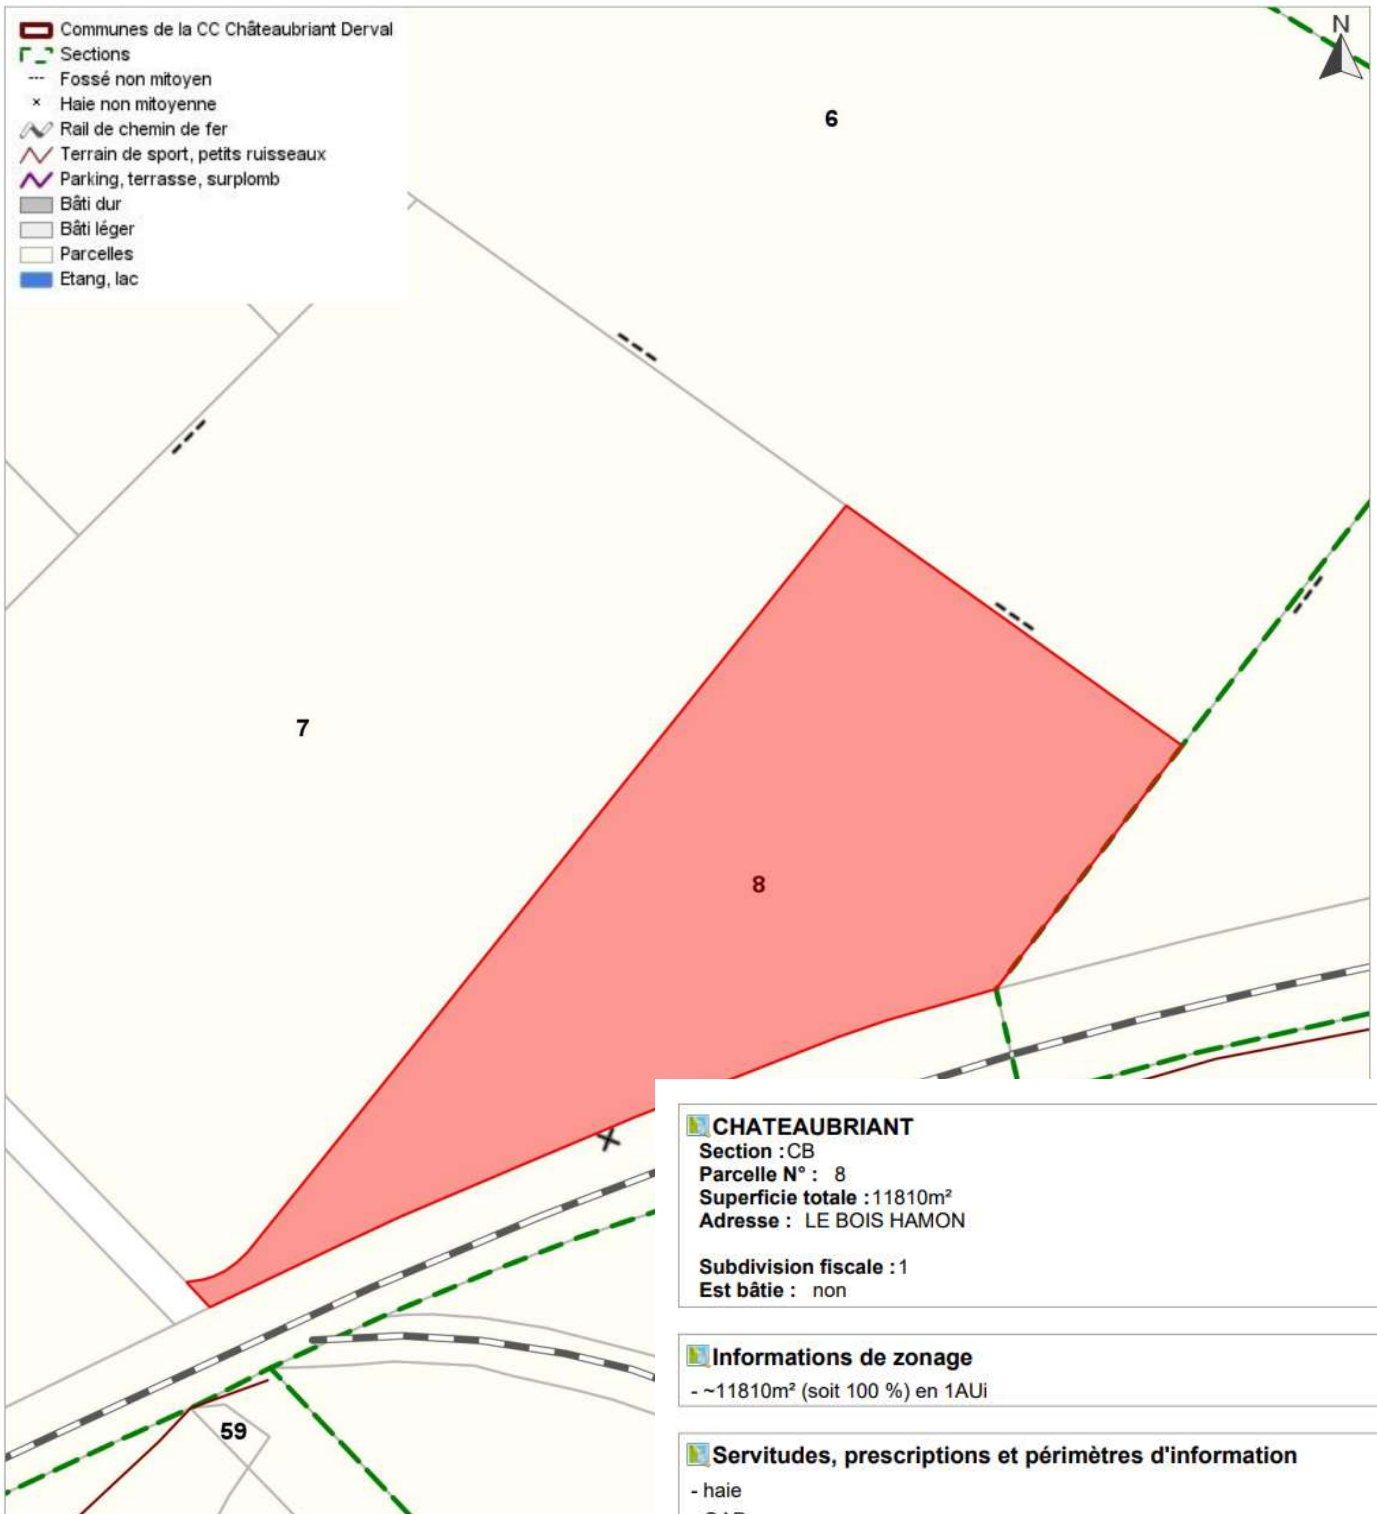 Communes de la CC Châteaubriant Derval
Sections
Fossé non mitoyen
Haie non mitoyenne
Rail de chemin de fer
Terrain de sport, petits ruisseaux
Parking, terrasse, surplomb
Bâti dur
Bâti léger
Parcelles
Etang, lac
N
6
7
8
59
CHATEAUBRIANT
Section : CB
Parcelle N° : 8
Superficie totale : 11810m²
Adresse : LE BOIS HAMON
Subdivision fiscale : 1
Est bâtie : non
Informations de zonage
- ~11810m² (soit 100 %) en 1AUi
Servitudes, prescriptions et périmètres d'information
- haie